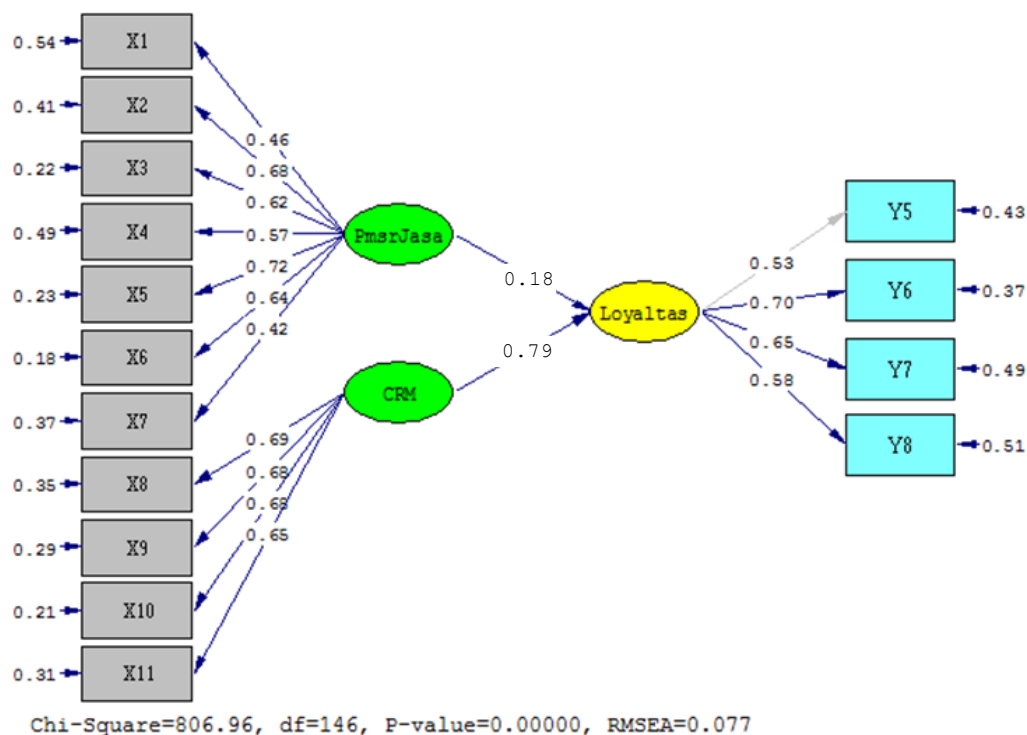 0.54 X1
0.41 X2
0.22 X3
0.49 X4
0.23 X5
0.18 X6
0.37 X7
0.35 X8
0.29 X9
0.21 X10
0.31 X11
0.46
0.68
0.62
0.57
0.72
0.64
0.42
PmsrJasa
0.69
0.68
0.68
0.65
CRM
0.18
0.79
Loyaltas
0.53
0.70
0.65
0.58
Y5 0.43
Y6 0.37
Y7 0.49
Y8 0.51
Chi-Square=806.96, df=146, P-value=0.00000, RMSEA=0.077